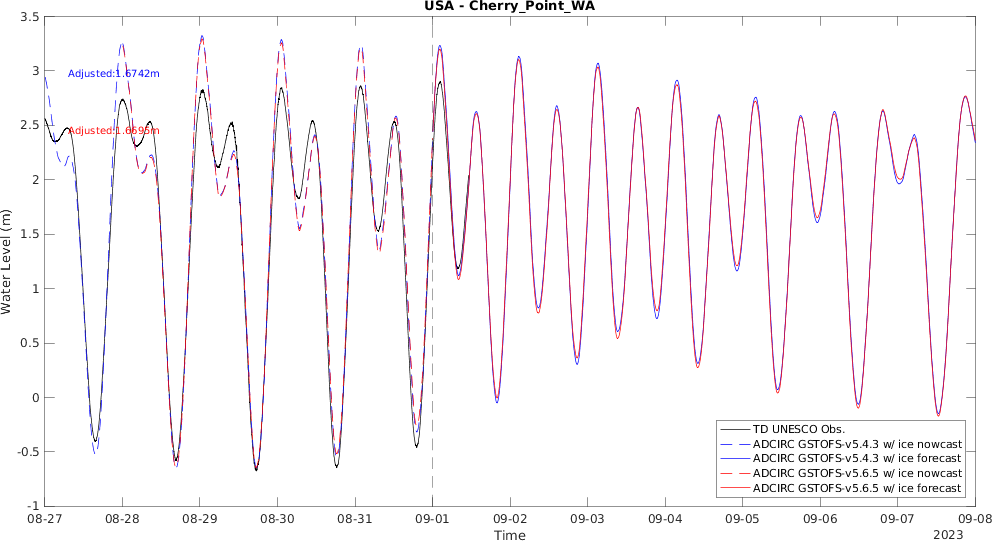 USA - Cherry_Point_WA
3.5
3
2.5
2
1.5
1
0.5
0
-0.5
-1
Water Level (m)
Adjusted:1.6742m
Adjusted:1.6595m
TD UNESCO Obs.
ADCIRC GSTOFS-v5.4.3 w/ ice nowcast
ADCIRC GSTOFS-v5.4.3 w/ ice forecast
ADCIRC GSTOFS-v5.6.5 w/ ice nowcast
ADCIRC GSTOFS-v5.6.5 w/ ice forecast
08-27 08-28 08-29 08-30 08-31 09-01 09-02 09-03 09-04 09-05 09-06 09-07 09-08
Time
2023